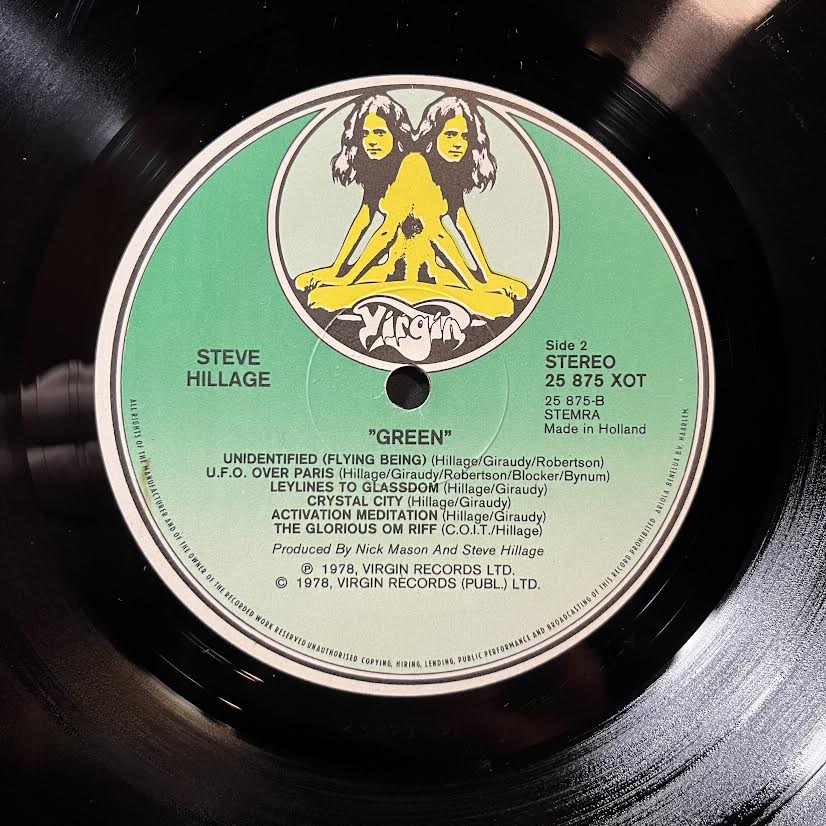 Virgin
STEVE
HILLAGE
Side 2
STEREO
25 875 XOT
25 875-B
STEMRA
Made in Holland
"GREEN"
UNIDENTIFIED (FLYING BEING) (Hillage/Giraudy/Robertson)
U.F.O. OVER PARIS (Hillage/Giraudy/Robertson/Blocker/Bynum)
LEYLINES TO GLASSDOM (Hillage/Giraudy)
CRYSTAL CITY (Hillage/Giraudy)
ACTIVATION MEDITATION (Hillage/Giraudy)
THE GLORIOUS OM RIFF (C.O.I.T./Hillage)
Produced By Nick Mason And Steve Hillage
℗ 1978, VIRGIN RECORDS LTD.
© 1978, VIRGIN RECORDS (PUBL.) LTD.
ALL RIGHTS OF THE MANUFACTURER AND OF THE OWNER OF THE RECORDED WORK RESERVED UNAUTHORISED COPYING, HIRING, LENDING, PUBLIC PERFORMANCE AND BROADCASTING OF THIS RECORD PROHIBITED. ARIOLA BENELUX B.V. HAARLEM